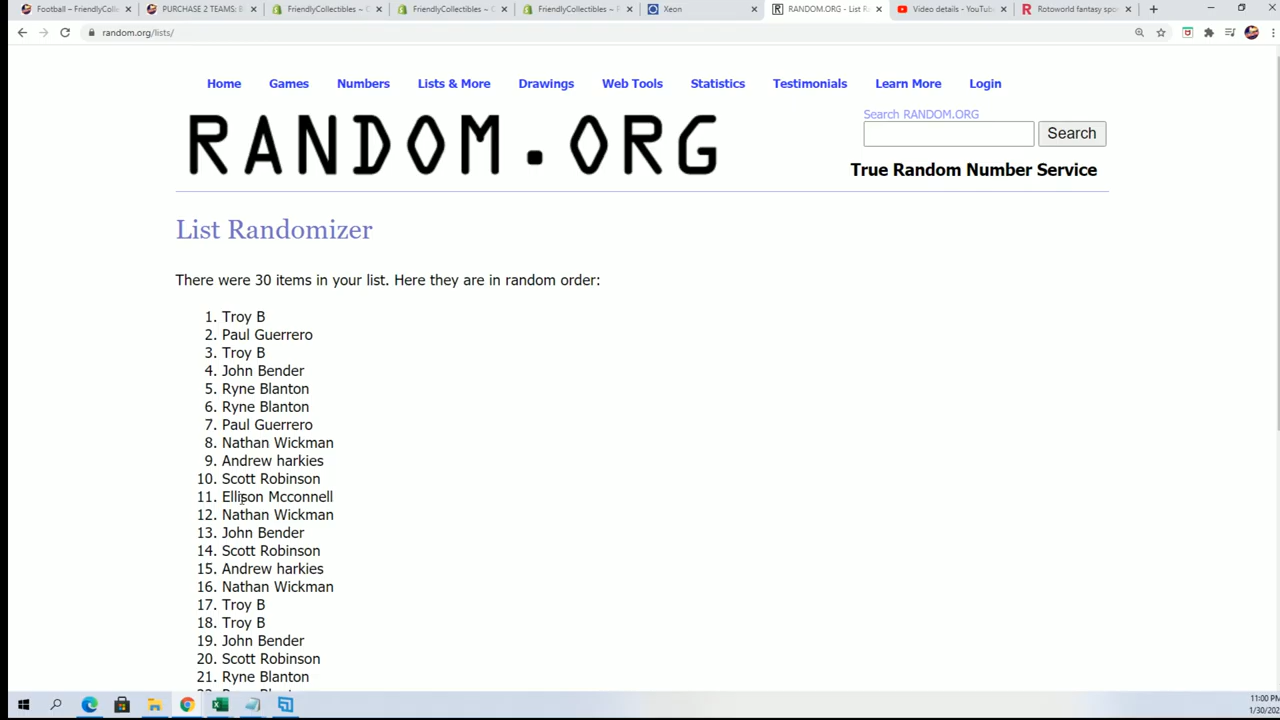 Football – FriendlyColle
PURCHASE 2 TEAMS: B
FriendlyCollectibles ~ C
FriendlyCollectibles ~ C
FriendlyCollectibles ~
Xeon
RANDOM.ORG - List R
Video details - YouTub
Rotoworld fantasy spo
random.org/lists/
Home Games Numbers Lists & More Drawings Web Tools Statistics Testimonials Learn More Login
RANDOM.ORG
Search RANDOM.ORG
Search
True Random Number Service
List Randomizer
There were 30 items in your list. Here they are in random order:
1. Troy B
2. Paul Guerrero
3. Troy B
4. John Bender
5. Ryne Blanton
6. Ryne Blanton
7. Paul Guerrero
8. Nathan Wickman
9. Andrew harkies
10. Scott Robinson
11. Ellison Mcconnell
12. Nathan Wickman
13. John Bender
14. Scott Robinson
15. Andrew harkies
16. Nathan Wickman
17. Troy B
18. Troy B
19. John Bender
20. Scott Robinson
21. Ryne Blanton
11:00 PM
1/30/202